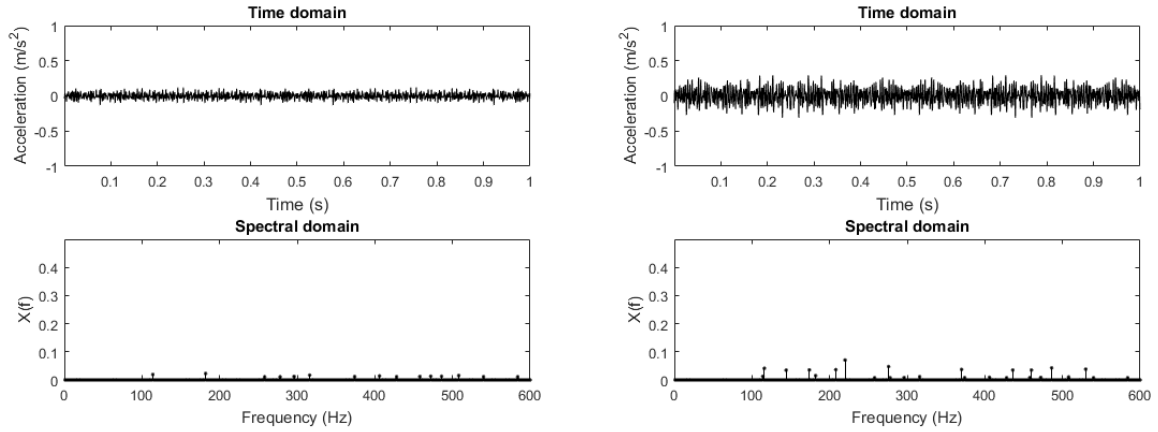 Time domain
Acceleration (m/s²)
1
0.5
0
-0.5
-1
0.1 0.2 0.3 0.4 0.5 0.6 0.7 0.8 0.9 1
Time (s)
Spectral domain
X(f)
0.4
0.3
0.2
0.1
0
0 100 200 300 400 500 600
Frequency (Hz)
Time domain
Acceleration (m/s²)
1
0.5
0
-0.5
-1
0.1 0.2 0.3 0.4 0.5 0.6 0.7 0.8 0.9 1
Time (s)
Spectral domain
X(f)
0.4
0.3
0.2
0.1
0
0 100 200 300 400 500 600
Frequency (Hz)